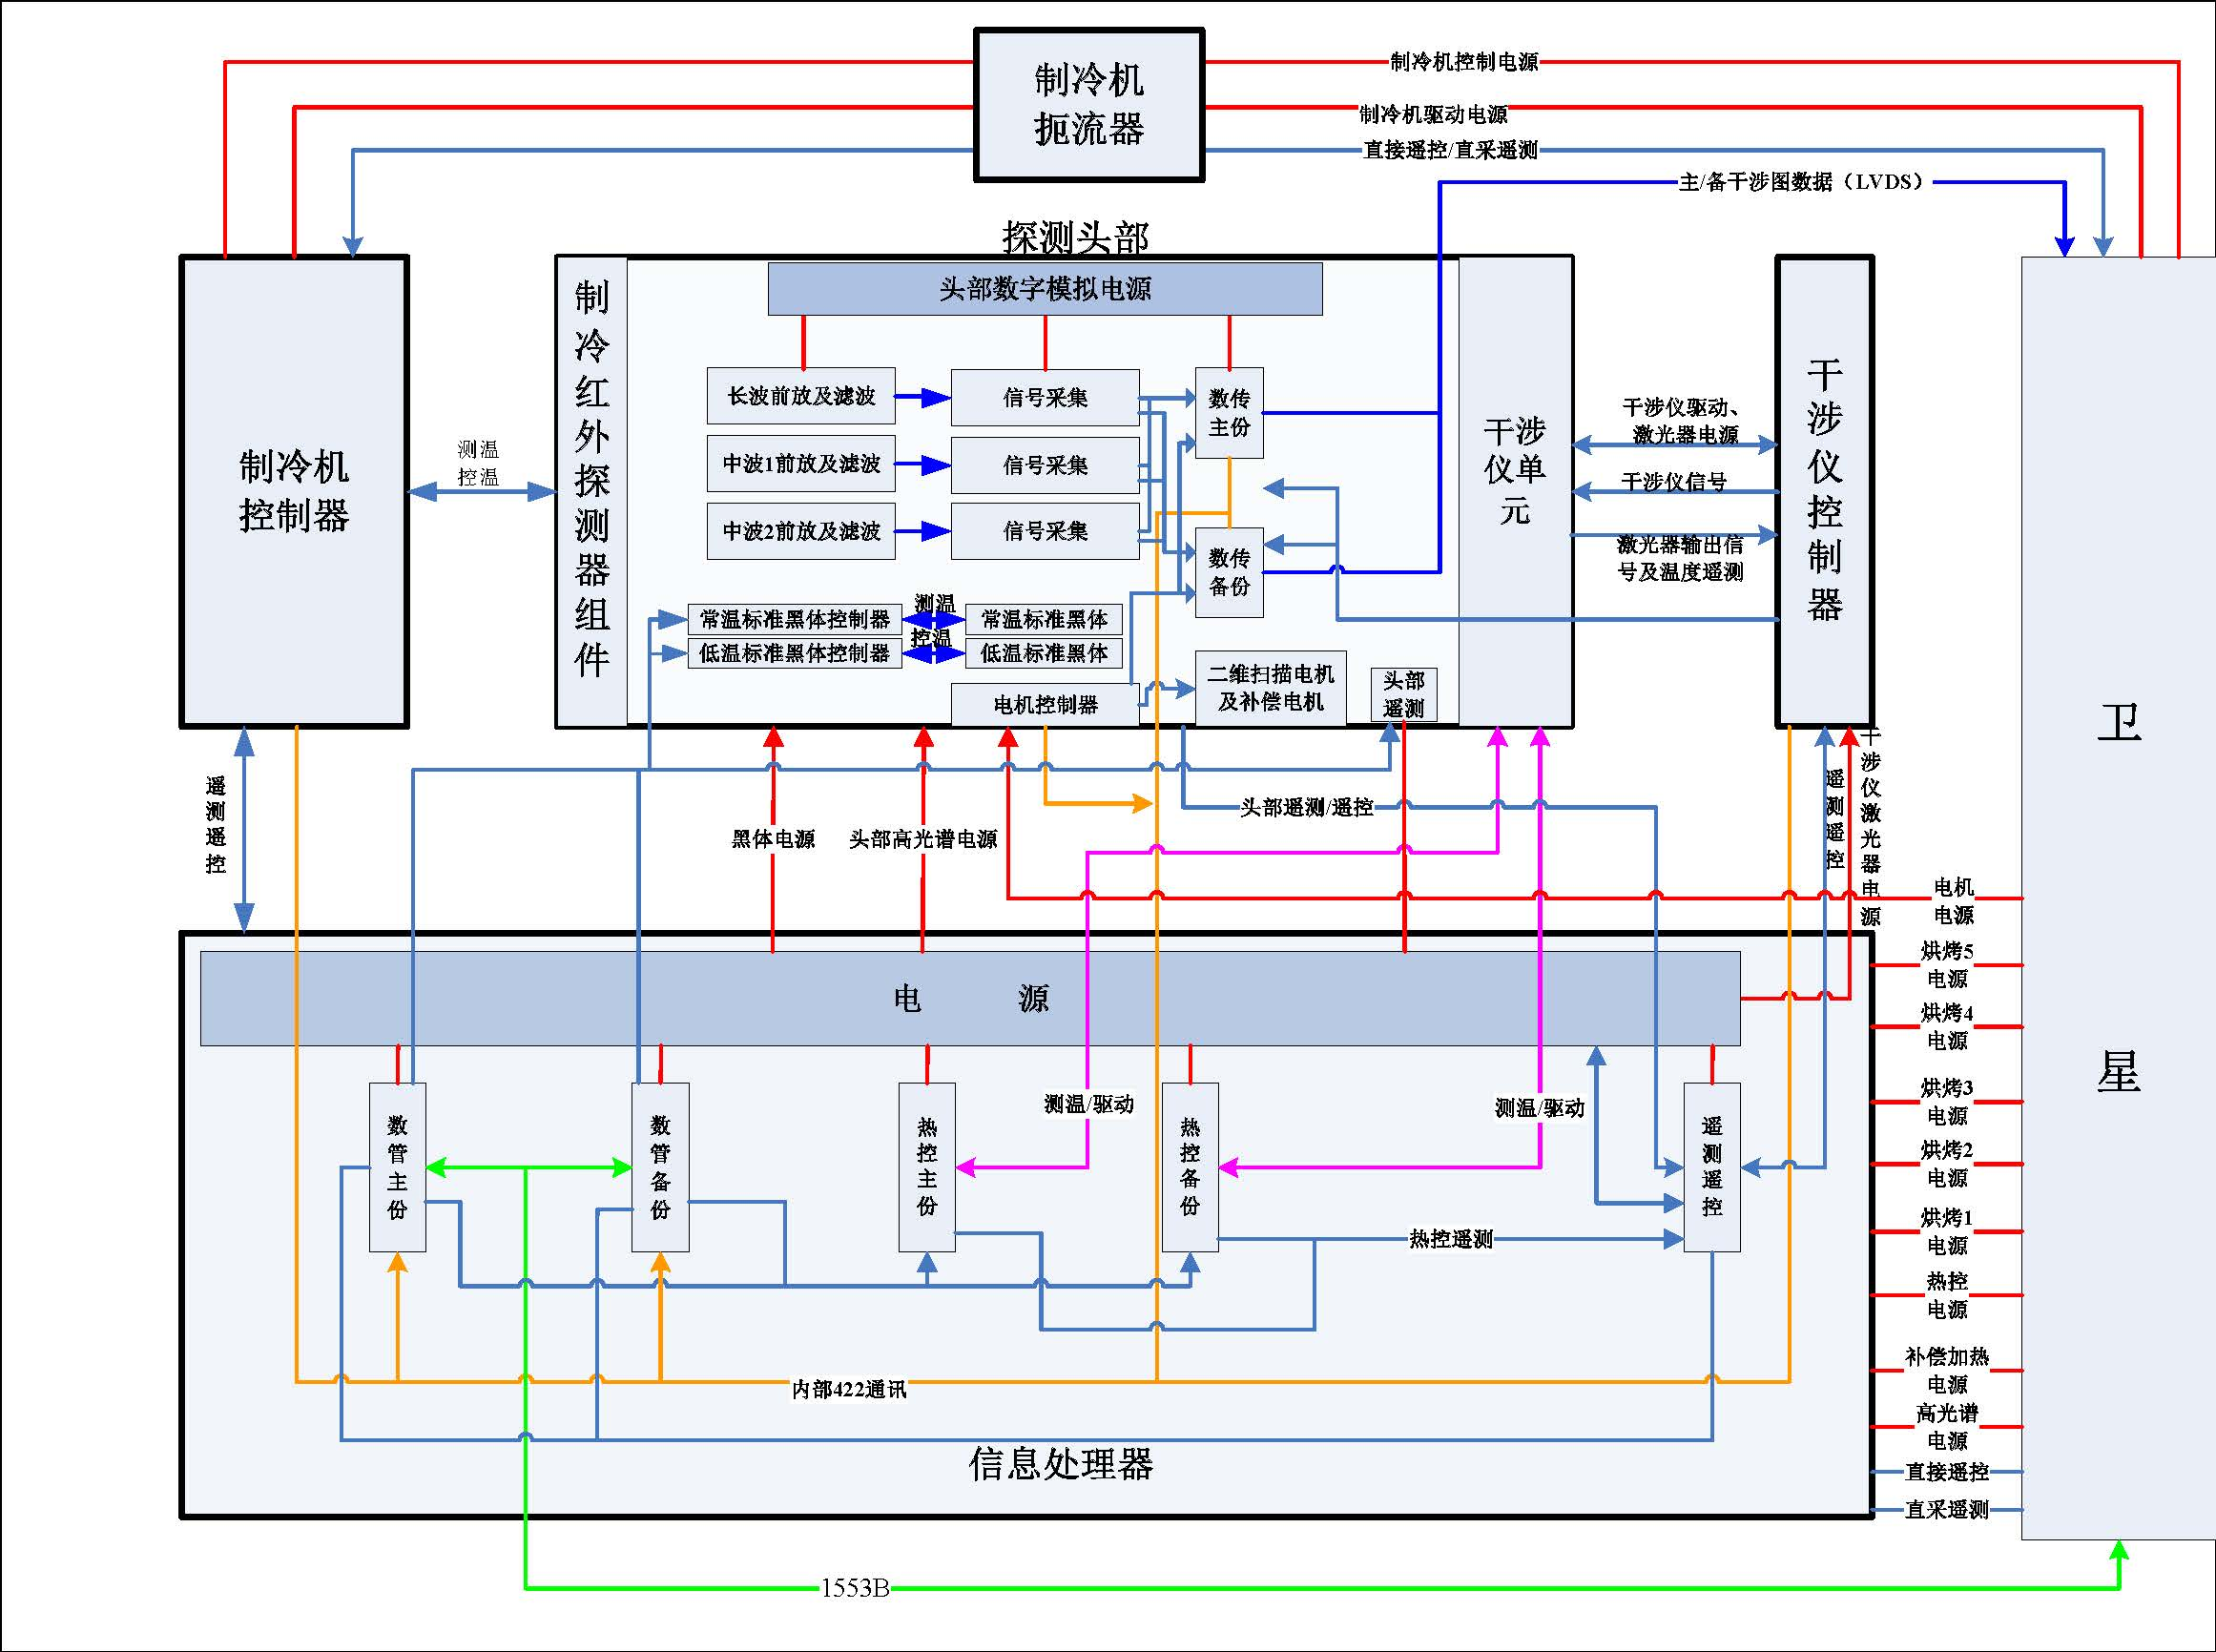 制冷机
扼流器
制冷机控制电源
制冷机驱动电源
直接遥控/直采遥测
主/备干涉图数据（LVDS）
探测头部
制冷机
控制器
测温
控温
制冷红外探测器组件
头部数字模拟电源
长波前放及滤波
信号采集
中波1前放及滤波
信号采集
中波2前放及滤波
信号采集
数传
主份
数传
备份
常温标准黑体控制器
测温
常温标准黑体
控温
低温标准黑体控制器
低温标准黑体
电机控制器
二维扫描电机
及补偿电机
头部
遥测
干涉
仪单
元
干涉仪驱动、
激光器电源
干涉仪信号
激光器输出信
号及温度遥测
干涉仪控制器
卫
星
遥测遥控
黑体电源
头部高光谱电源
头部遥测/遥控
遥测遥控
干涉仪激光器电源
电机
电源
烘烤5
电源
烘烤4
电源
烘烤3
电源
烘烤2
电源
烘烤1
电源
热控
电源
补偿加热
电源
高光谱
电源
直接遥控
直采遥测
电 源
数管主份
数管备份
热控主份
测温/驱动
热控备份
测温/驱动
遥测遥控
热控遥测
内部422通讯
信息处理器
1553B